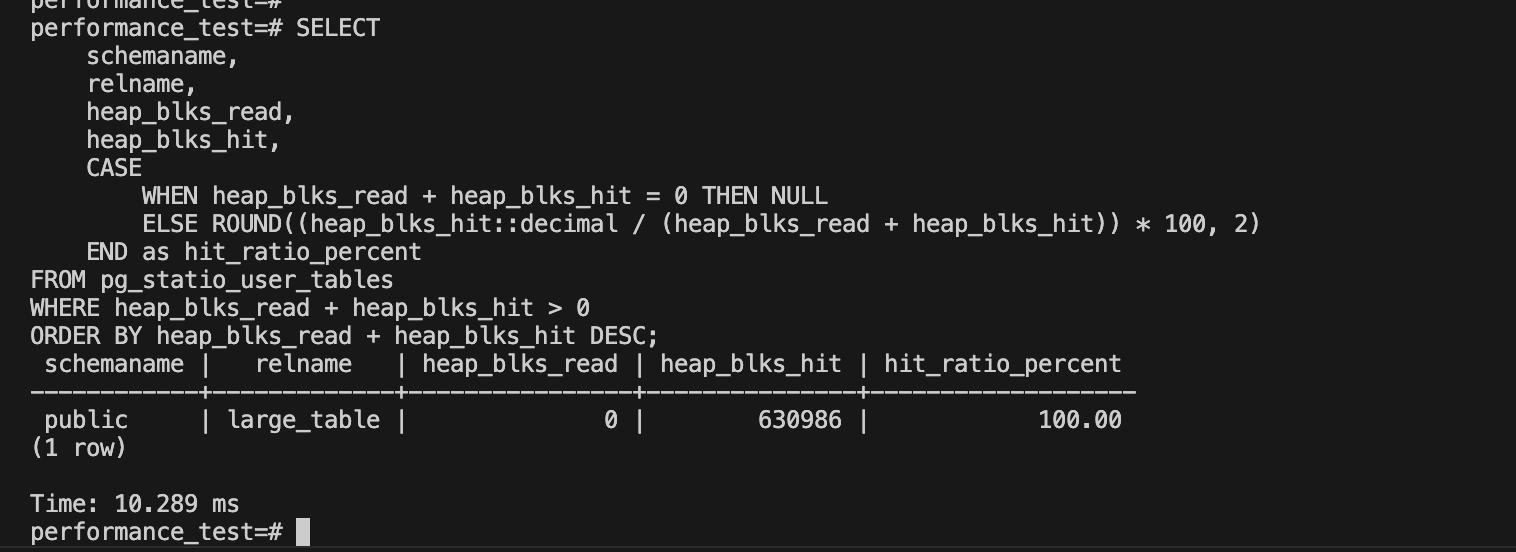 performance_test=#
performance_test=# SELECT
    schemaname,
    relname,
    heap_blks_read,
    heap_blks_hit,
    CASE
        WHEN heap_blks_read + heap_blks_hit = 0 THEN NULL
        ELSE ROUND((heap_blks_hit::decimal / (heap_blks_read + heap_blks_hit)) * 100, 2)
    END as hit_ratio_percent
FROM pg_statio_user_tables
WHERE heap_blks_read + heap_blks_hit > 0
ORDER BY heap_blks_read + heap_blks_hit DESC;
 schemaname |   relname   | heap_blks_read | heap_blks_hit | hit_ratio_percent
------------+-------------+----------------+---------------+-------------------
 public     | large_table |              0 |        630986 |            100.00
(1 row)

Time: 10.289 ms
performance_test=#